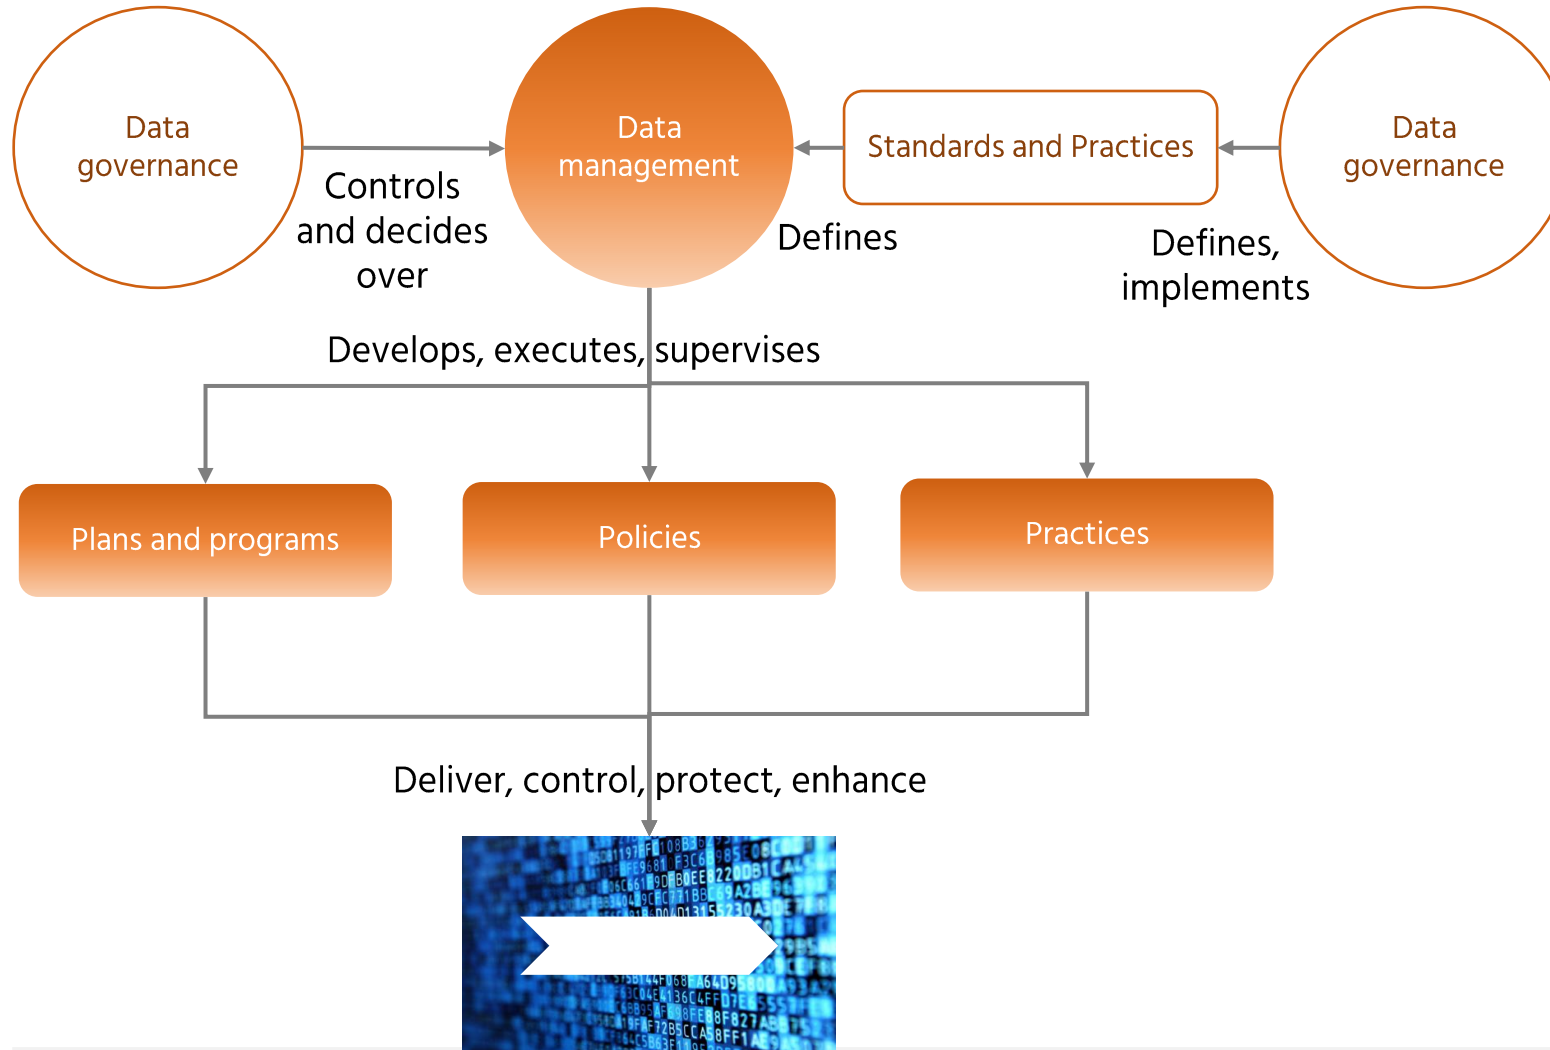 Data
governance
Controls
and decides
over
Data
management
Defines
Standards and Practices
Defines,
implements
Data
governance
Develops, executes, supervises
Plans and programs
Policies
Practices
Deliver, control, protect, enhance